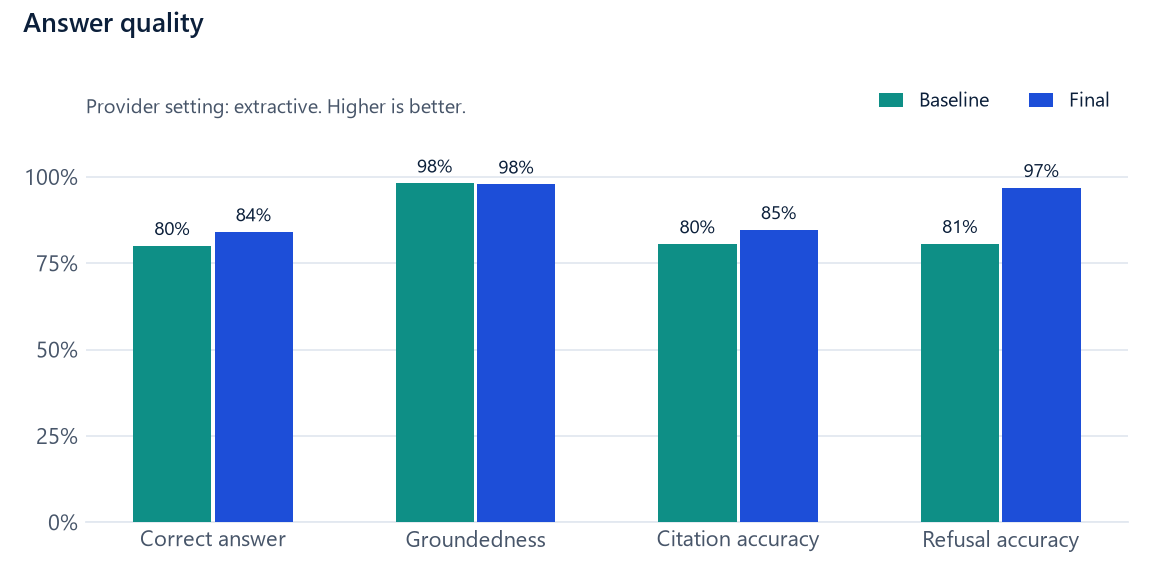 Answer quality
Provider setting: extractive. Higher is better.
Baseline
Final
100%
75%
50%
25%
0%
80%
84%
98%
98%
80%
85%
81%
97%
Correct answer
Groundedness
Citation accuracy
Refusal accuracy